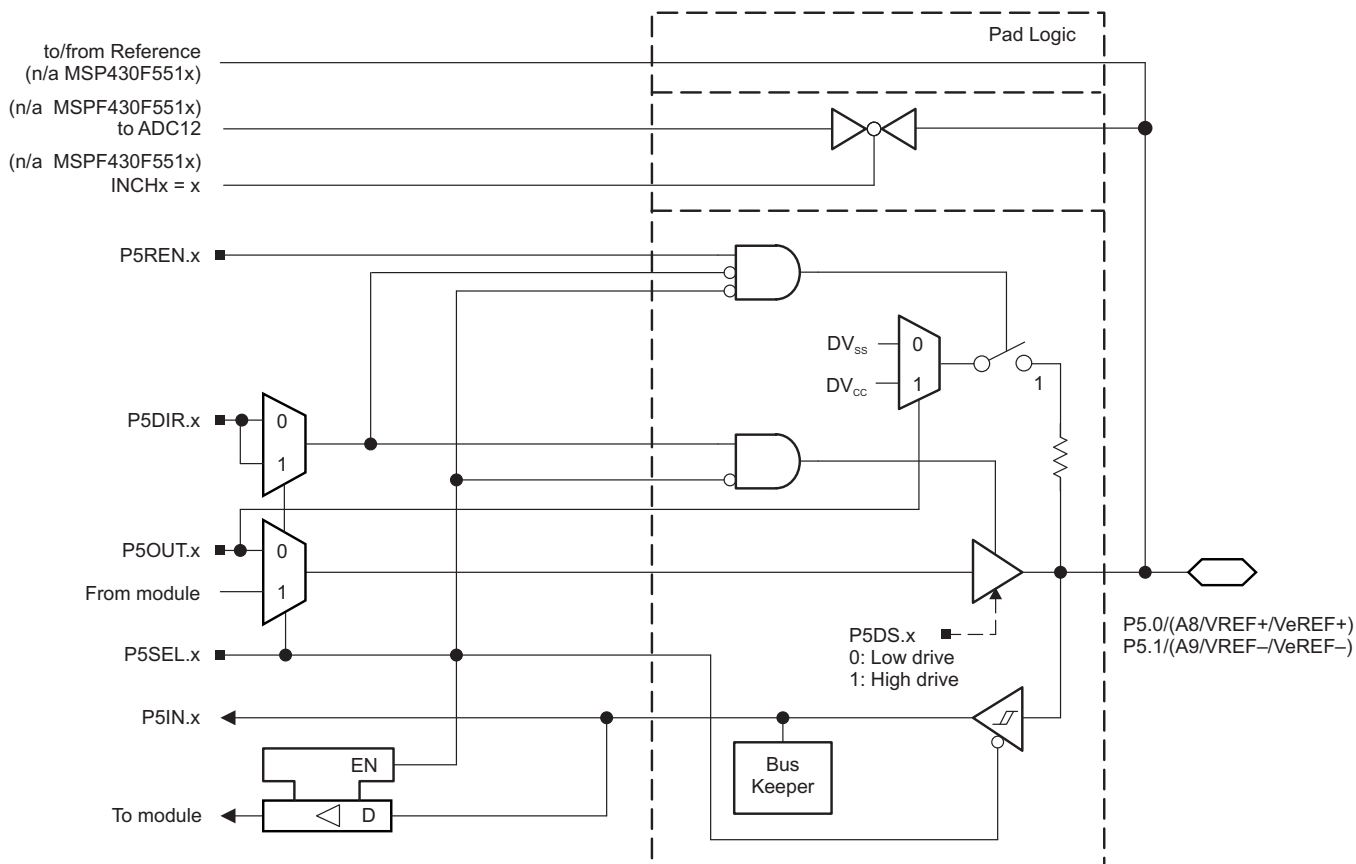 Pad Logic
to/from Reference
(n/a MSP430F551x)
(n/a MSPF430F551x)
to ADC12
(n/a MSPF430F551x)
INCHx = x
P5REN.x
DVSS
0
DVCC
1
1
P5DIR.x
0
1
P5OUT.x
0
From module
1
P5SEL.x
P5DS.x
0: Low drive
1: High drive
P5.0/(A8/VREF+/VeREF+)
P5.1/(A9/VREF–/VeREF–)
P5IN.x
Bus
Keeper
EN
To module
D